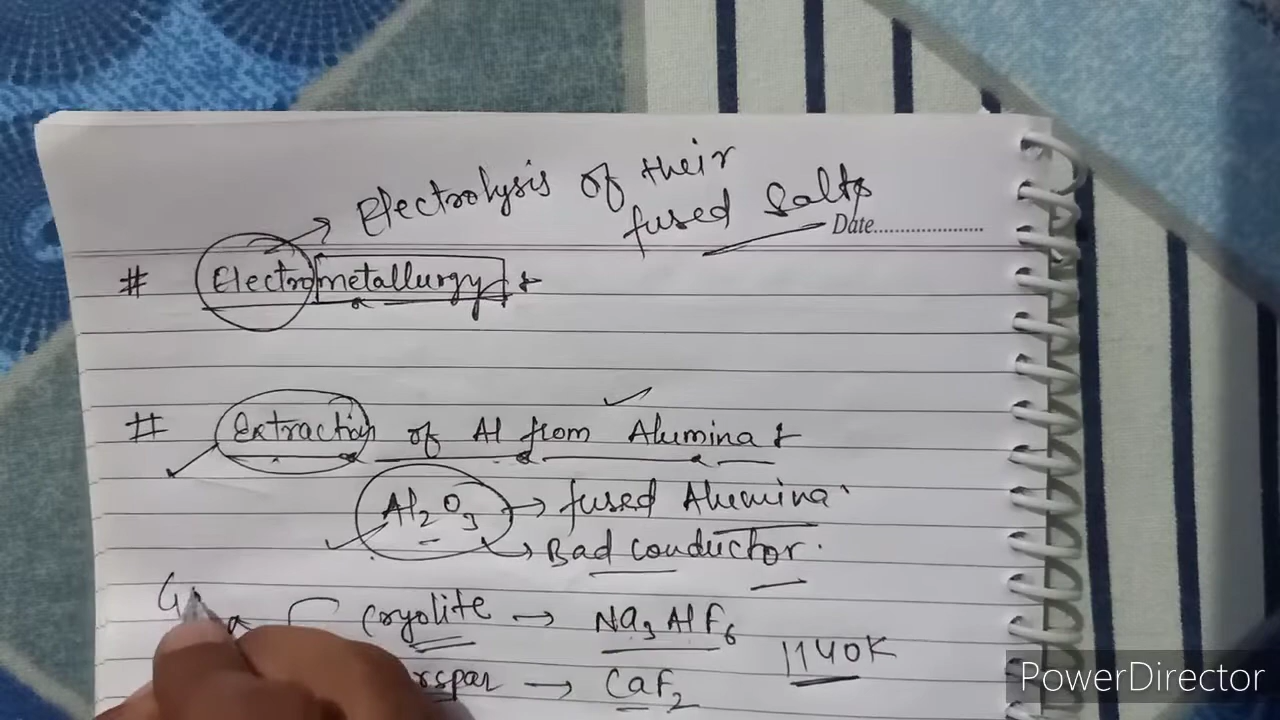 Electrolysis of their
fused Salts
Date......................
# Electrometallurgy :-
# Extraction of Al from Alumina :-
Al2O3 → fused Alumina
→ Bad conductor.
Cryolite → Na3AlF6
1140K
rspar → CaF2
PowerDirector